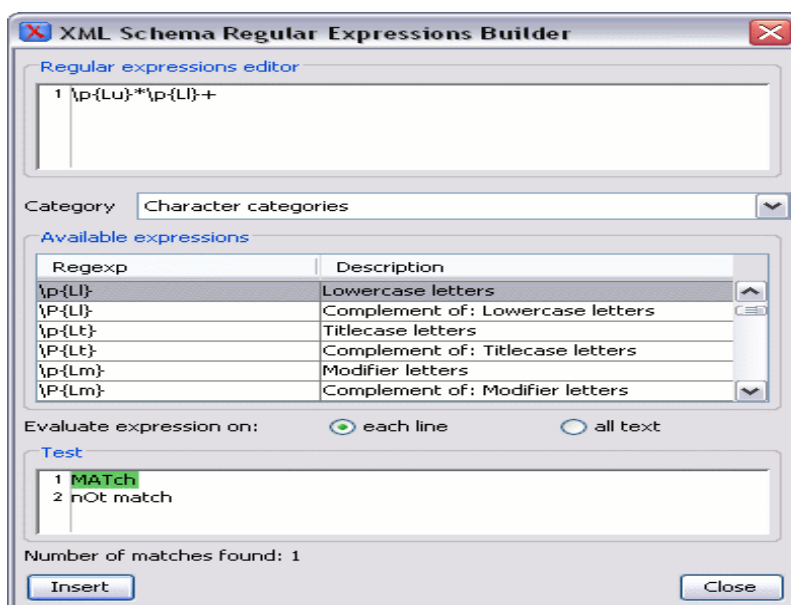 XML Schema Regular Expressions Builder
Regular expressions editor
1 \p{Lu}*\p{Ll}+
Category Character categories
Available expressions
Regexp Description
\p{Ll} Lowercase letters
\P{Ll} Complement of: Lowercase letters
\p{Lt} Titlecase letters
\P{Lt} Complement of: Titlecase letters
\p{Lm} Modifier letters
\P{Lm} Complement of: Modifier letters
Evaluate expression on: each line all text
Test
1 MATch
2 nOt match
Number of matches found: 1
Insert Close